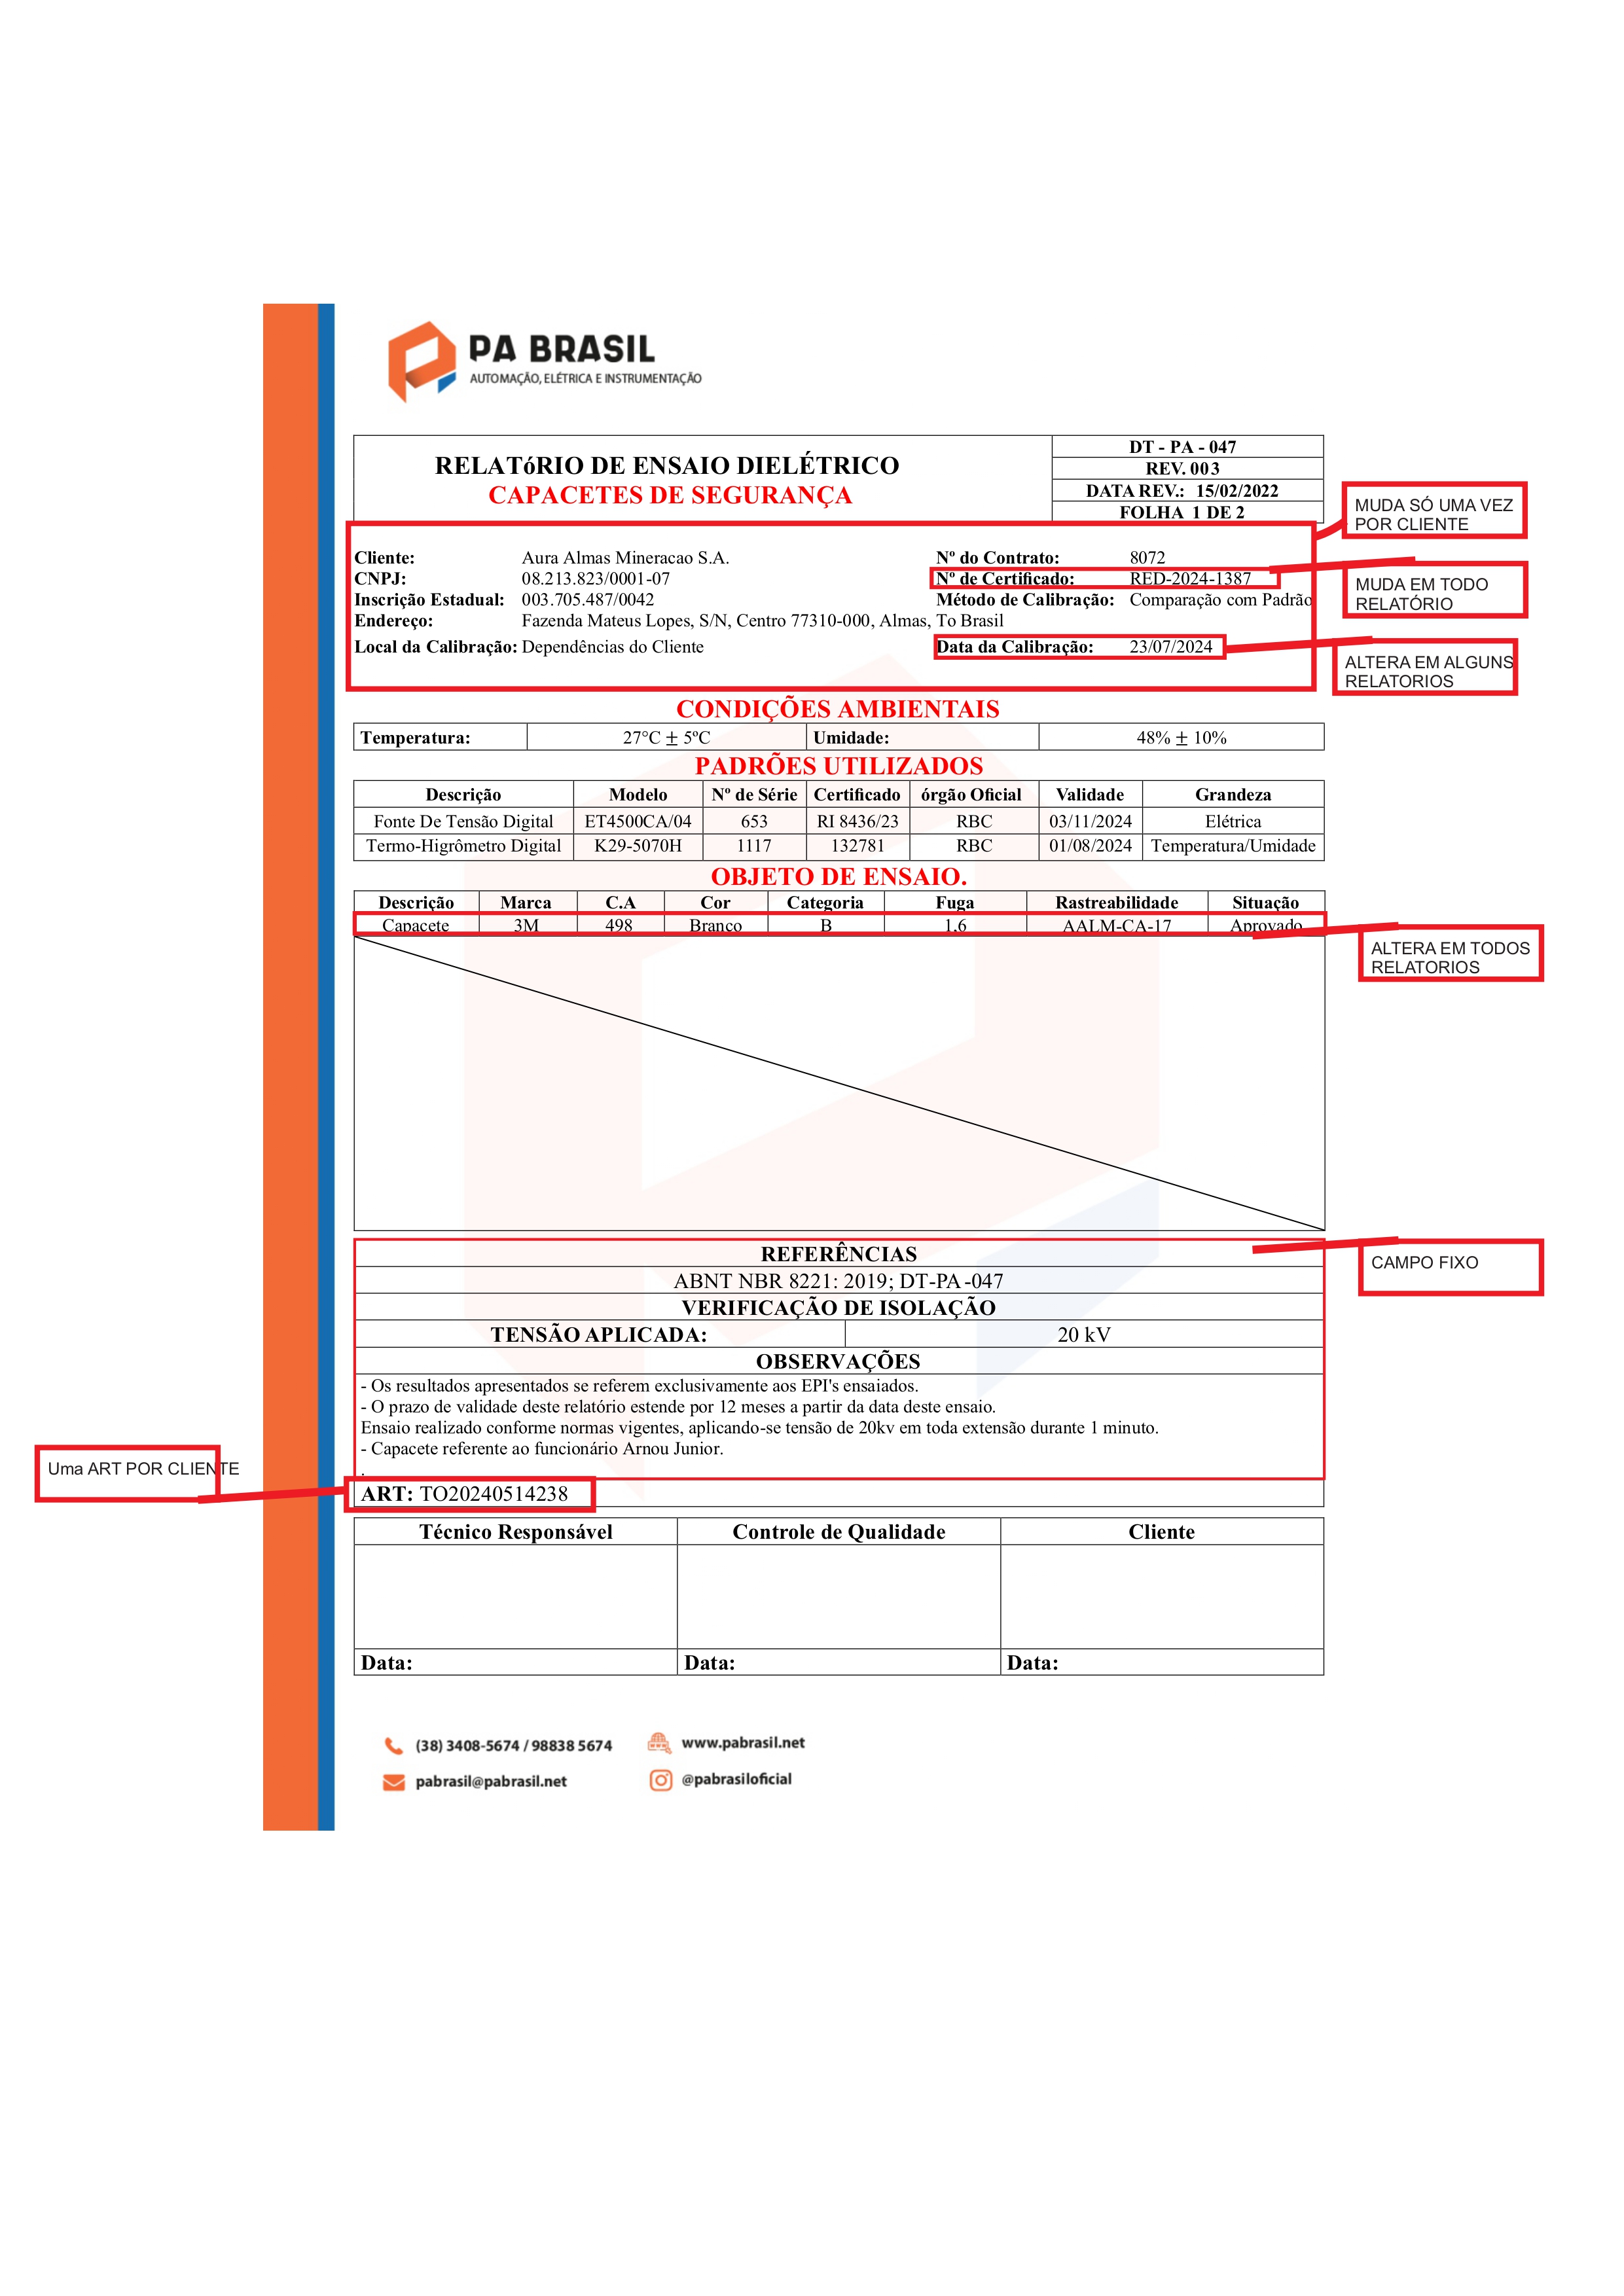 PA BRASIL
AUTOMAÇÃO, ELÉTRICA E INSTRUMENTAÇÃO
RELATóRIO DE ENSAIO DIELÉTRICO
CAPACETES DE SEGURANÇA
DT - PA - 047
REV. 003
DATA REV.: 15/02/2022
FOLHA 1 DE 2
MUDA SÓ UMA VEZ
POR CLIENTE
Cliente: Aura Almas Mineracao S.A. Nº do Contrato: 8072
CNPJ: 08.213.823/0001-07 Nº de Certificado: RED-2024-1387
Inscrição Estadual: 003.705.487/0042 Método de Calibração: Comparação com Padrão
Endereço: Fazenda Mateus Lopes, S/N, Centro 77310-000, Almas, To Brasil
Local da Calibração: Dependências do Cliente Data da Calibração: 23/07/2024
MUDA EM TODO
RELATÓRIO
ALTERA EM ALGUNS
RELATORIOS
CONDIÇÕES AMBIENTAIS
Temperatura: 27°C ± 5ºC Umidade: 48% ± 10%
PADRÕES UTILIZADOS
Descrição Modelo Nº de Série Certificado órgão Oficial Validade Grandeza
Fonte De Tensão Digital ET4500CA/04 653 RI 8436/23 RBC 03/11/2024 Elétrica
Termo-Higrômetro Digital K29-5070H 1117 132781 RBC 01/08/2024 Temperatura/Umidade
OBJETO DE ENSAIO.
Descrição Marca C.A Cor Categoria Fuga Rastreabilidade Situação
Capacete 3M 498 Branco B 1,6 AALM-CA-17 Aprovado
ALTERA EM TODOS
RELATORIOS
REFERÊNCIAS
ABNT NBR 8221: 2019; DT-PA -047
CAMPO FIXO
VERIFICAÇÃO DE ISOLAÇÃO
TENSÃO APLICADA: 20 kV
OBSERVAÇÕES
- Os resultados apresentados se referem exclusivamente aos EPI's ensaiados.
- O prazo de validade deste relatório estende por 12 meses a partir da data deste ensaio.
Ensaio realizado conforme normas vigentes, aplicando-se tensão de 20kv em toda extensão durante 1 minuto.
- Capacete referente ao funcionário Arnou Junior.
.
Uma ART POR CLIENTE
ART: TO20240514238
Técnico Responsável Controle de Qualidade Cliente
Data: Data: Data:
(38) 3408-5674 / 98838 5674 www.pabrasil.net
pabrasil@pabrasil.net @pabrasiloficial